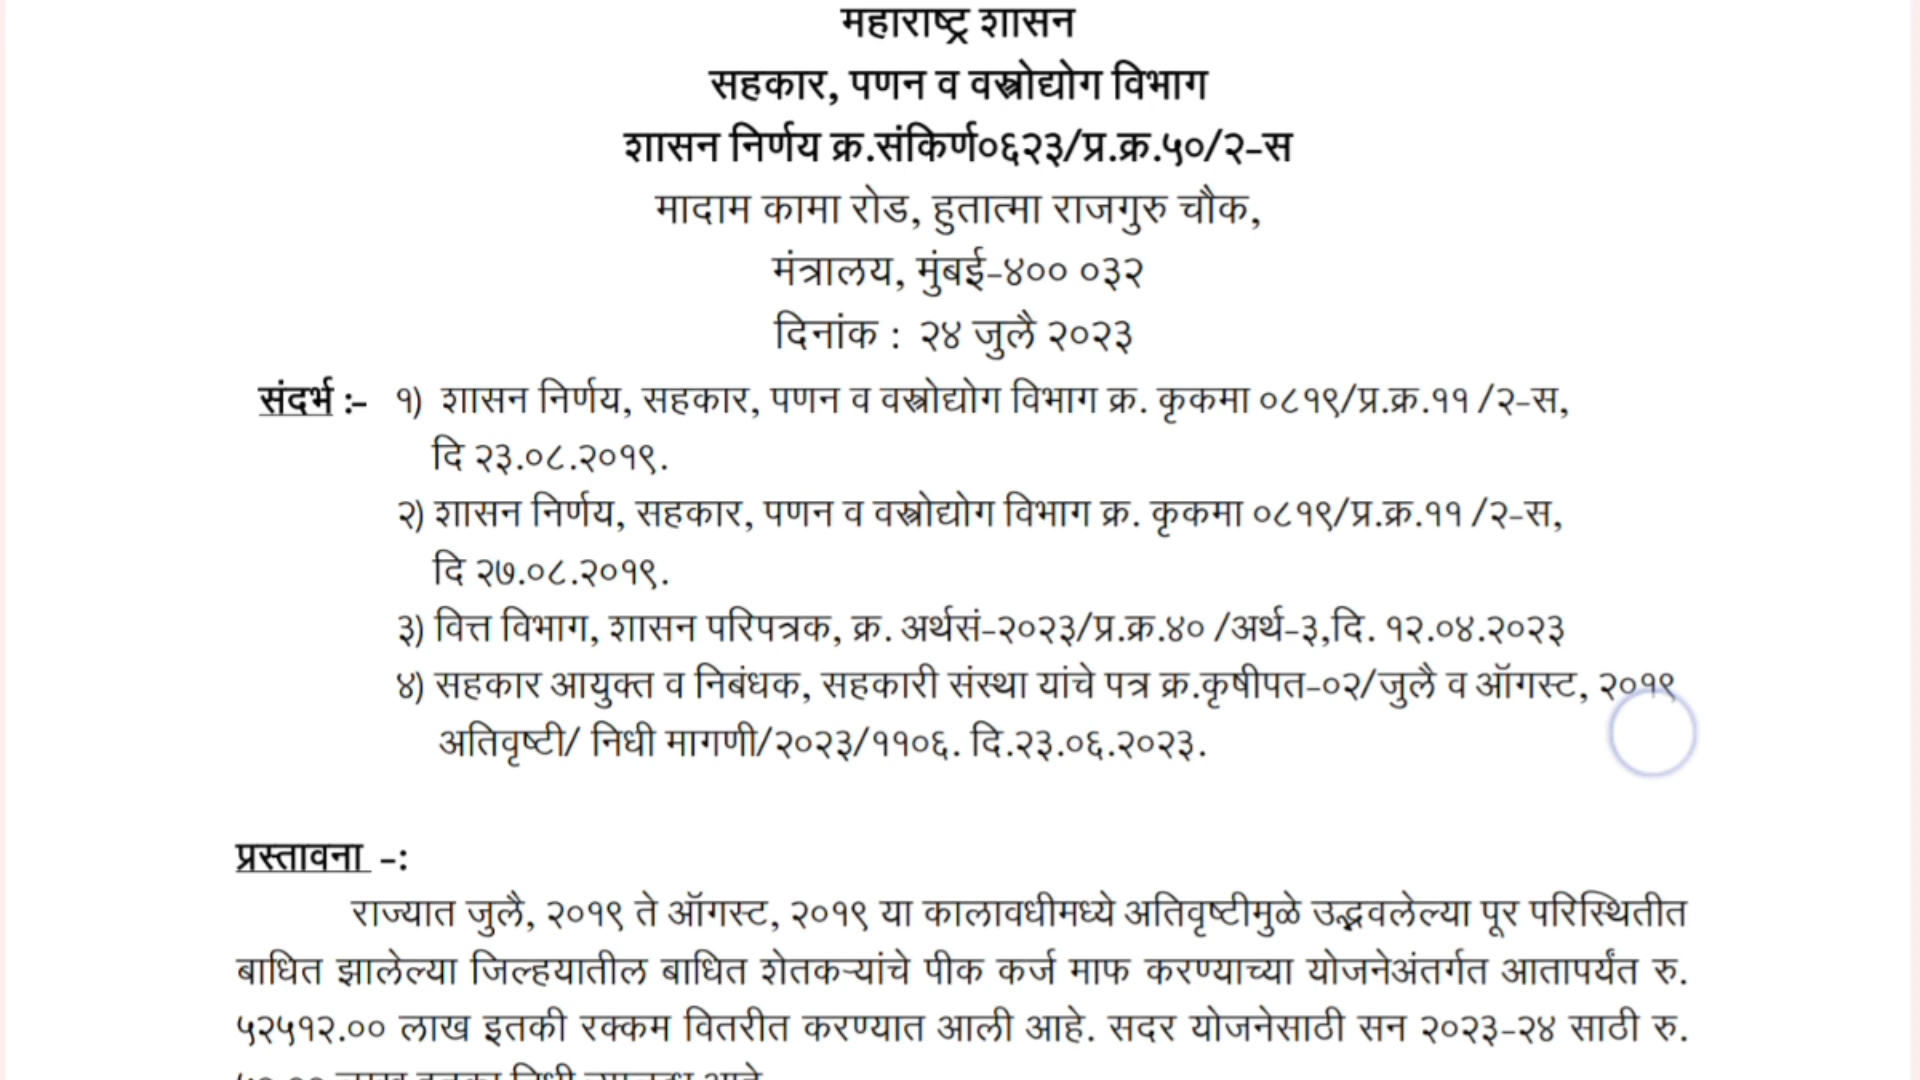 महाराष्ट्र शासन
सहकार, पणन व वस्त्रोद्योग विभाग
शासन निर्णय क्र.संकिर्ण०६२३/प्र.क्र.५०/२-स
मादाम कामा रोड, हुतात्मा राजगुरु चौक,
मंत्रालय, मुंबई-४०० ०३२
दिनांक : २४ जुलै २०२३
संदर्भ :- १) शासन निर्णय, सहकार, पणन व वस्त्रोद्योग विभाग क्र. कृकमा ०८१९/प्र.क्र.११ /२-स,
दि २३.०८.२०१९.
२) शासन निर्णय, सहकार, पणन व वस्त्रोद्योग विभाग क्र. कृकमा ०८१९/प्र.क्र.११ /२-स,
दि २७.०८.२०१९.
३) वित्त विभाग, शासन परिपत्रक, क्र. अर्थसं-२०२३/प्र.क्र.४० /अर्थ-३,दि. १२.०४.२०२३
४) सहकार आयुक्त व निबंधक, सहकारी संस्था यांचे पत्र क्र.कृषीपत-०२/जुलै व ऑगस्ट, २०१९
अतिवृष्टी/ निधी मागणी/२०२३/११०६. दि.२३.०६.२०२३.
प्रस्तावना -:
राज्यात जुलै, २०१९ ते ऑगस्ट, २०१९ या कालावधीमध्ये अतिवृष्टीमुळे उद्भवलेल्या पूर परिस्थितीत
बाधित झालेल्या जिल्हयातील बाधित शेतकऱ्यांचे पीक कर्ज माफ करण्याच्या योजनेअंतर्गत आतापर्यंत रु.
५२५१२.०० लाख इतकी रक्कम वितरीत करण्यात आली आहे. सदर योजनेसाठी सन २०२३-२४ साठी रु.